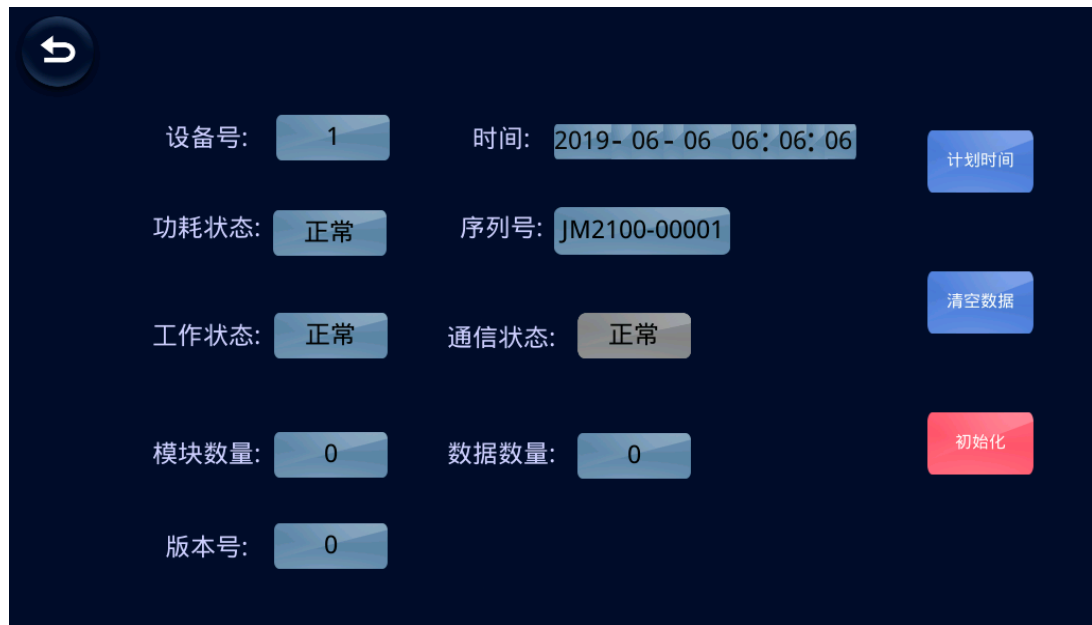 设备号: 1 时间: 2019- 06- 06 06: 06: 06
计划时间
功耗状态: 正常 序列号: JM2100-00001
清空数据
工作状态: 正常 通信状态: 正常
初始化
模块数量: 0 数据数量: 0
版本号: 0